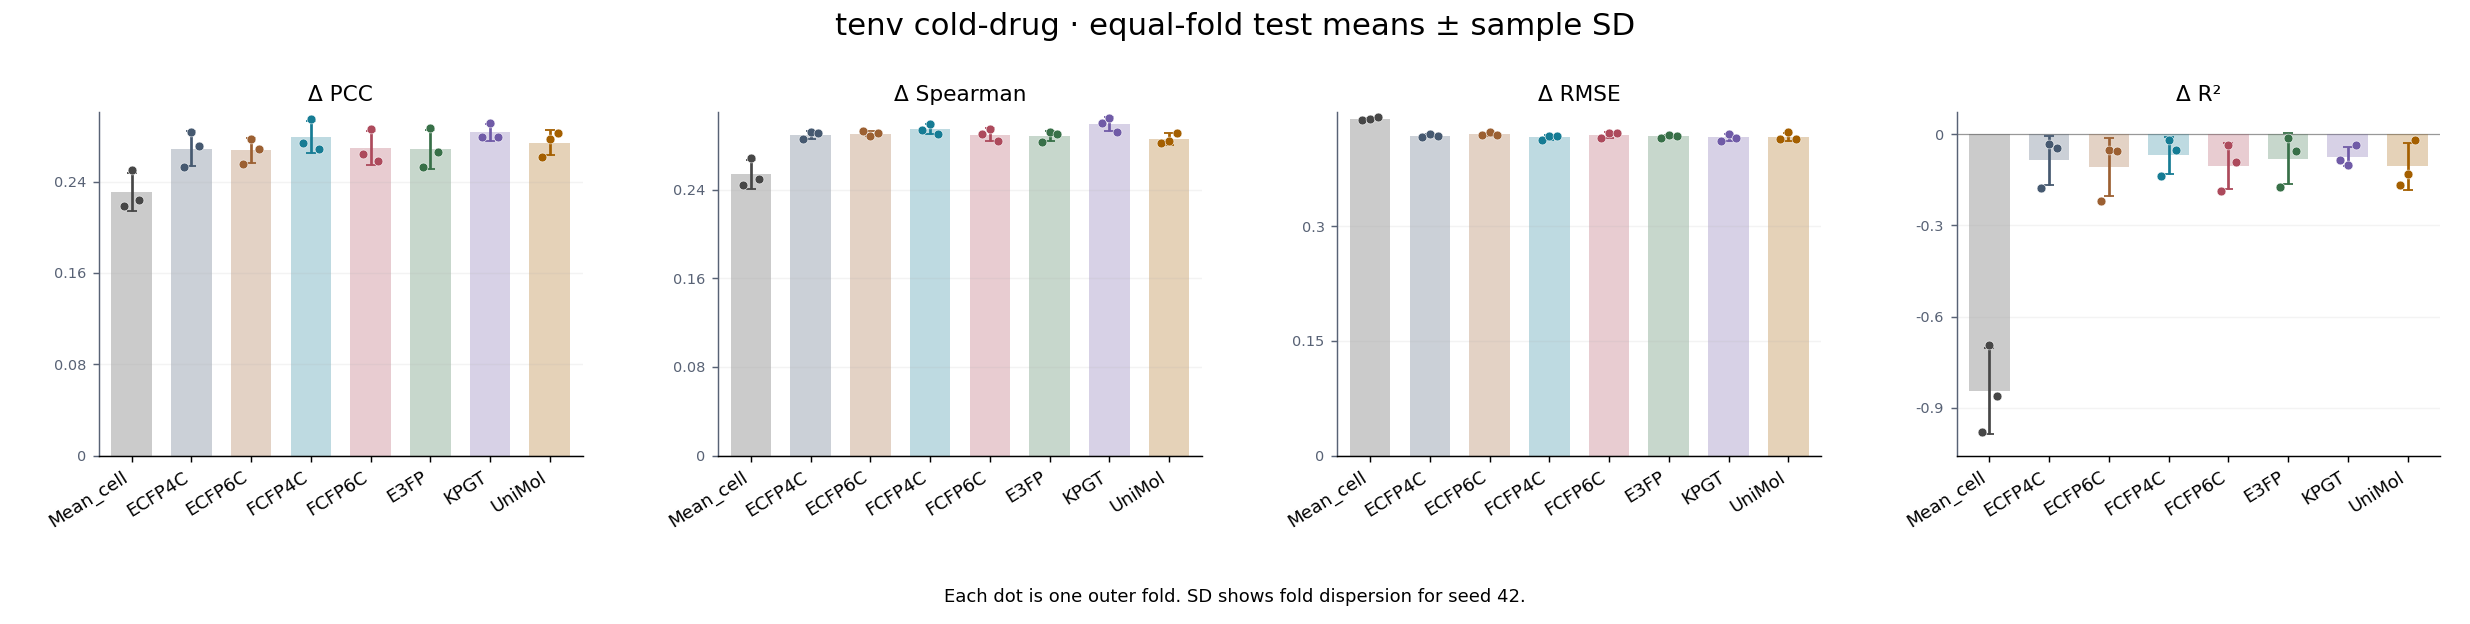 tenv cold-drug · equal-fold test means ± sample SD
Δ PCC
0.24
0.16
0.08
0
Mean_cell
ECFP4C
ECFP6C
FCFP4C
FCFP6C
E3FP
KPGT
UniMol
Δ Spearman
0.24
0.16
0.08
0
Mean_cell
ECFP4C
ECFP6C
FCFP4C
FCFP6C
E3FP
KPGT
UniMol
Δ RMSE
0.3
0.15
0
Mean_cell
ECFP4C
ECFP6C
FCFP4C
FCFP6C
E3FP
KPGT
UniMol
Δ R²
0
-0.3
-0.6
-0.9
Mean_cell
ECFP4C
ECFP6C
FCFP4C
FCFP6C
E3FP
KPGT
UniMol
Each dot is one outer fold. SD shows fold dispersion for seed 42.